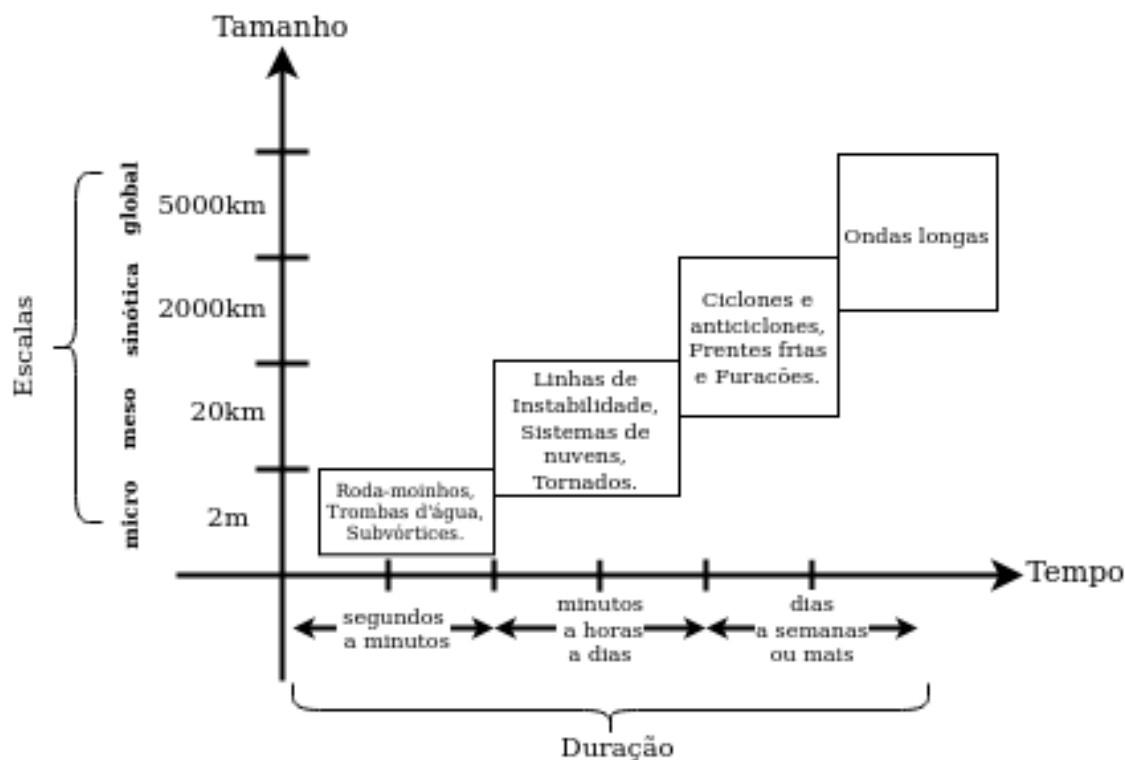 Tamanho
Escalas
global
sinótica
meso
micro
5000km
2000km
20km
2m
Ondas longas
Ciclones e
anticiclones,
Frentes frias
e Furacões.
Linhas de
Instabilidade,
Sistemas de
nuvens,
Tornados.
Roda-moinhos,
Trombas d'água,
Subvórtices.
Tempo
segundos
a minutos
minutos
a horas
a dias
dias
a semanas
ou mais
Duração